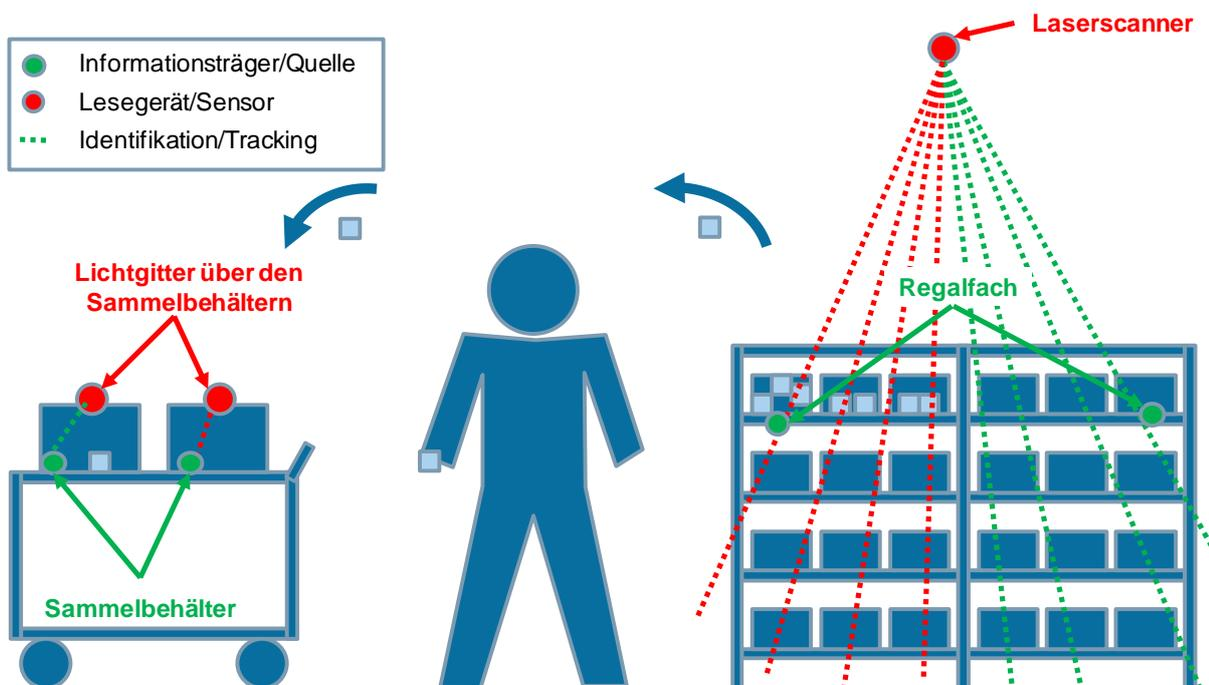 Laserscanner
Informationsträger/Quelle
Lesegerät/Sensor
Identifikation/Tracking
Lichtgitter über den
Sammelbehältern
Regalfach
Sammelbehälter